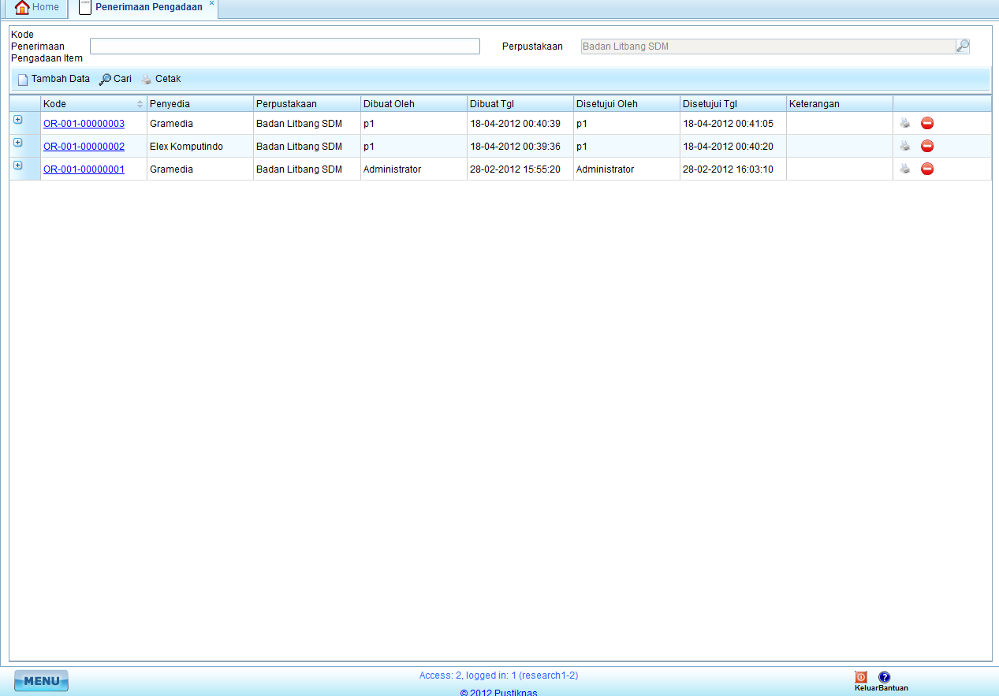 Home
Penerimaan Pengadaan
Kode
Penerimaan
Pengadaan Item
Perpustakaan Badan Litbang SDM
Tambah Data Cari Cetak
Kode Penyedia Perpustakaan Dibuat Oleh Dibuat Tgl Disetujui Oleh Disetujui Tgl Keterangan
OR-001-00000003 Gramedia Badan Litbang SDM p1 18-04-2012 00:40:39 p1 18-04-2012 00:41:05
OR-001-00000002 Elex Komputindo Badan Litbang SDM p1 18-04-2012 00:39:36 p1 18-04-2012 00:40:20
OR-001-00000001 Gramedia Badan Litbang SDM Administrator 28-02-2012 15:55:20 Administrator 28-02-2012 16:03:10
MENU
Access: 2, logged in: 1 (research1-2)
© 2012 Pustiknas
KeluarBantuan